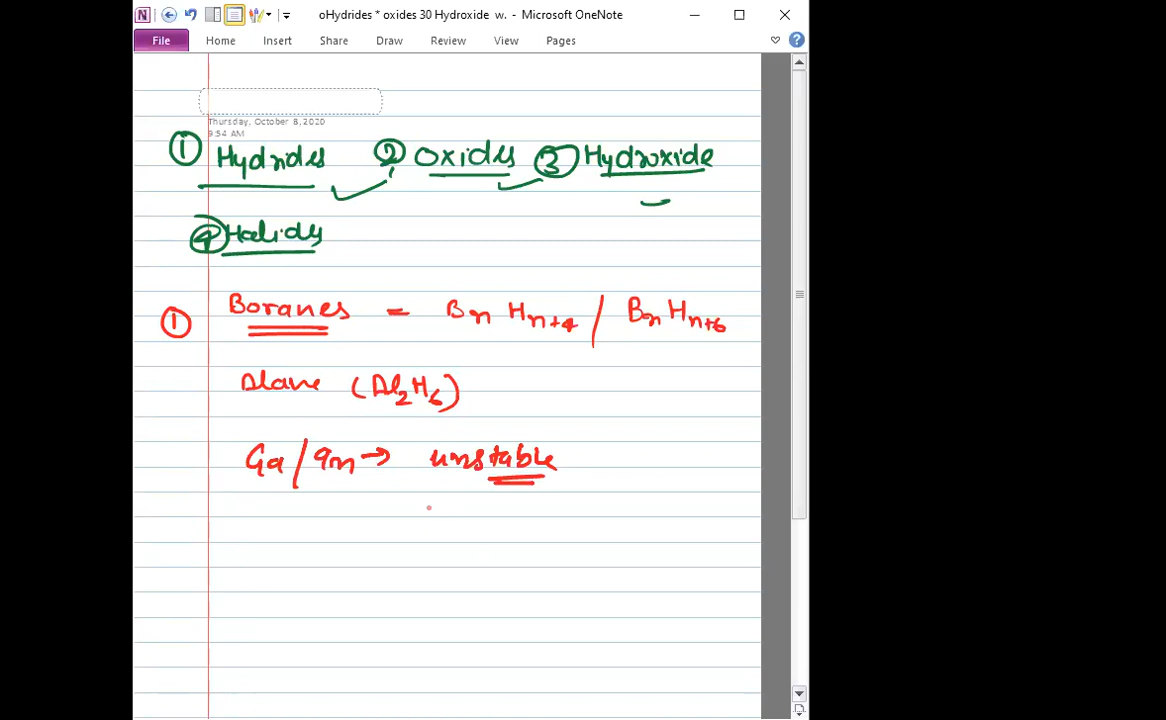 oHydrides * oxides 30 Hydroxide w. - Microsoft OneNote
File Home Insert Share Draw Review View Pages
Thursday, October 8, 2020
9:54 AM
① Hydrides ② Oxides ③ Hydroxide
④ Halides
① Boranes = BnHn+4 / BnHn+6
Alane (Al2H6)
Ga / In → unstable